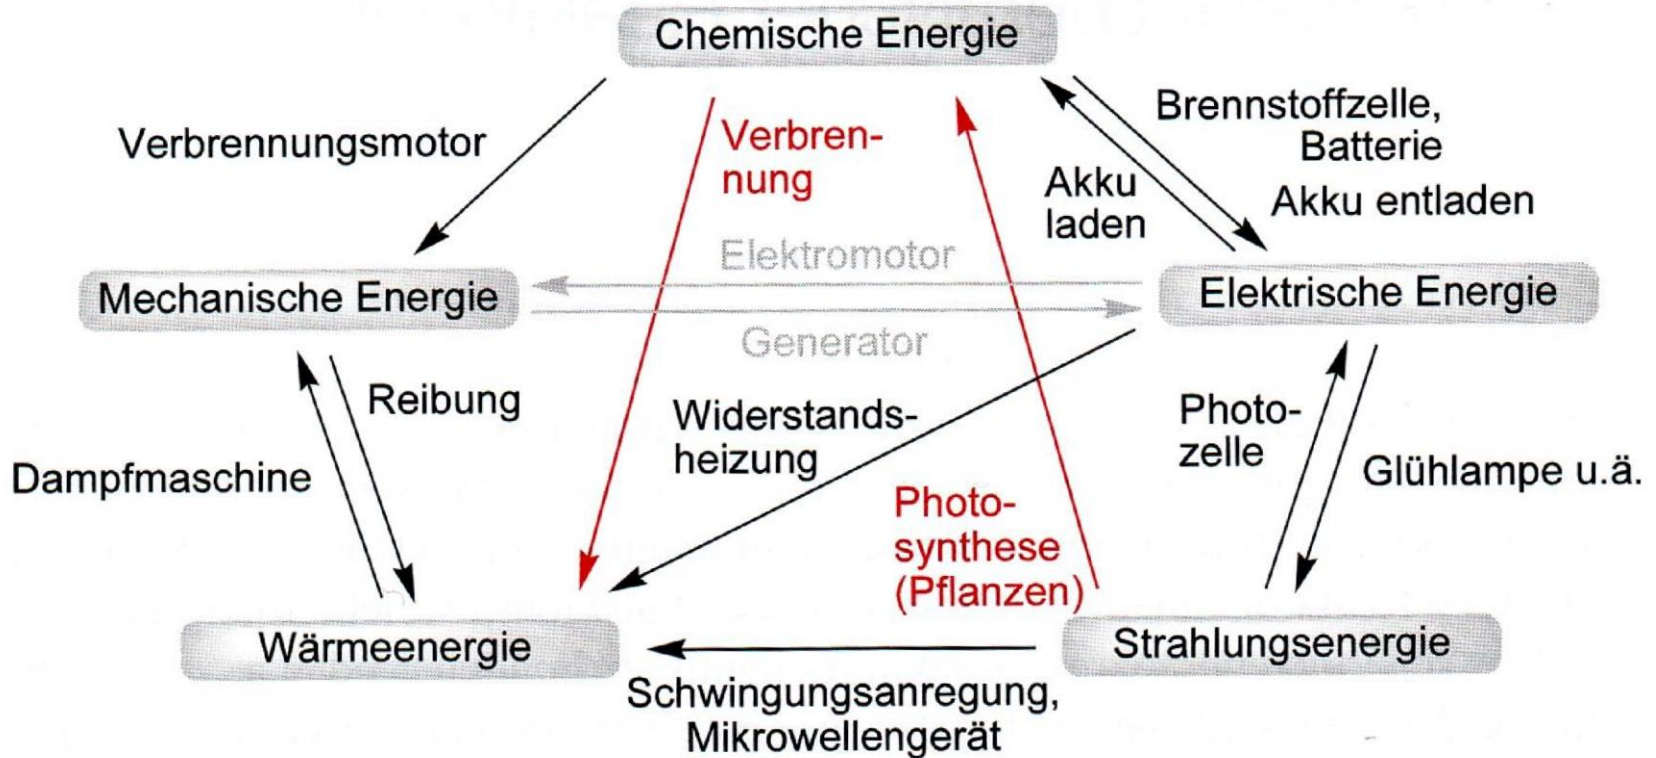 Chemische Energie
Verbrennungsmotor
Verbren-
nung
Brennstoffzelle,
Batterie
Akku
laden
Akku entladen
Elektromotor
Mechanische Energie
Elektrische Energie
Generator
Reibung
Dampfmaschine
Widerstands-
heizung
Photo-
zelle
Glühlampe u.ä.
Photo-
synthese
(Pflanzen)
Wärmeenergie
Strahlungsenergie
Schwingungsanregung,
Mikrowellengerät